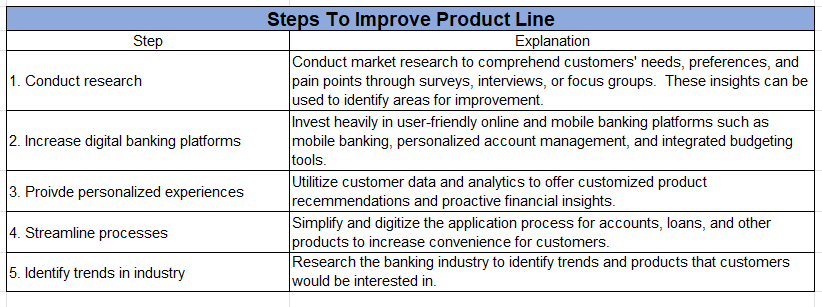 Steps To Improve Product Line
Step
Explanation
1. Conduct research
Conduct market research to comprehend customers' needs, preferences, and
pain points through surveys, interviews, or focus groups.  These insights can be
used to identify areas for improvement.
2. Increase digital banking platforms
Invest heavily in user-friendly online and mobile banking platforms such as
mobile banking, personalized account management, and integrated budgeting
tools.
3. Proivde personalized experiences
Utilitize customer data and analytics to offer customized product
recemmendations and proactive financial insights.
4. Streamline processes
Simplify and digitize the application process for accounts, loans, and other
products to increase convenience for customers.
5. Identify trends in industry
Research the banking industry to identify trends and products that customers
would be interested in.